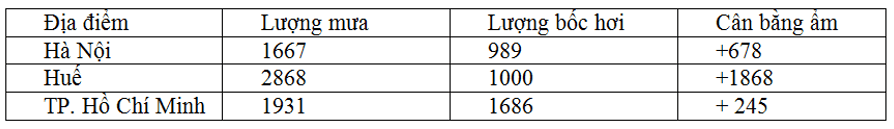 Địa điểm Lượng mưa Lượng bốc hơi Cân bằng ẩm
Hà Nội 1667 989 +678
Huế 2868 1000 +1868
TP. Hồ Chí Minh 1931 1686 + 245